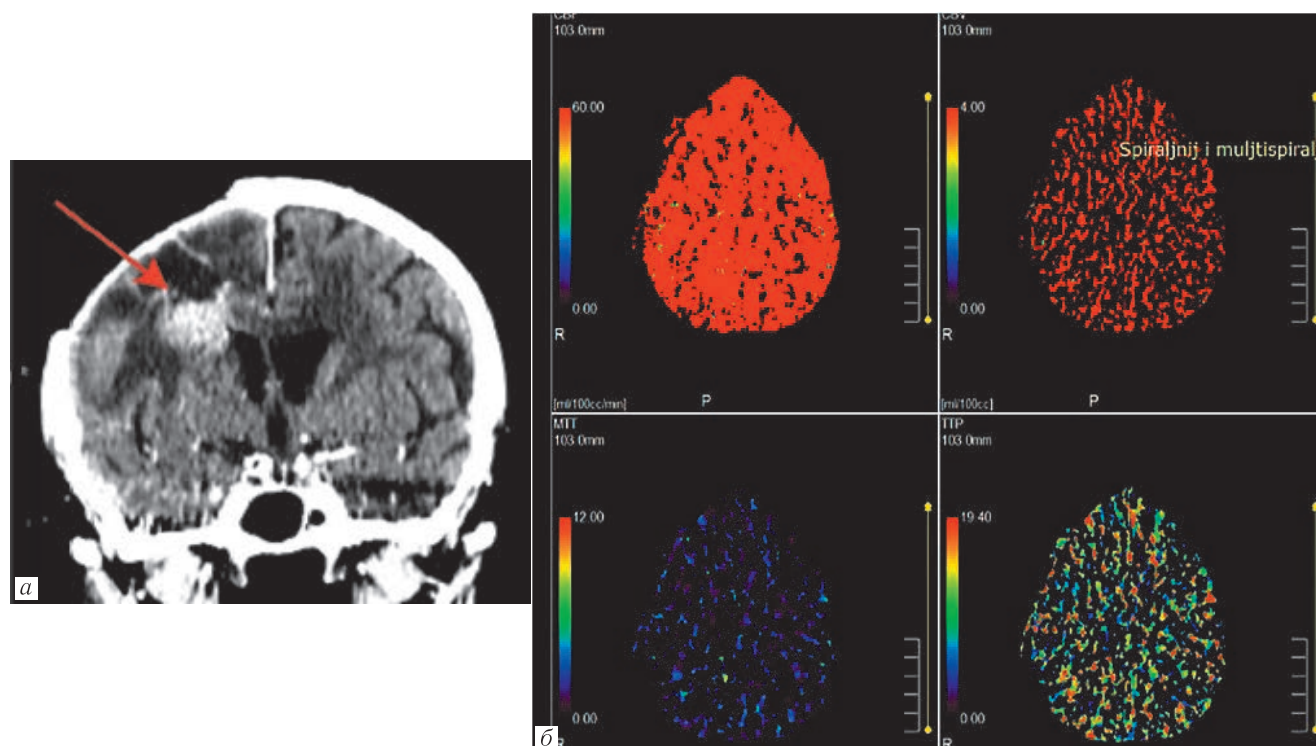 а
CBF
103.0mm
60.00
0.00
R
[ml/100cc/min]
P
CBV
103.0mm
Spiraljnij i muljtispiral
4.00
0.00
R
[ml/100cc]
P
MTT
103.0mm
12.00
0.00
R
б
TTP
103.0mm
19.40
0.00
R